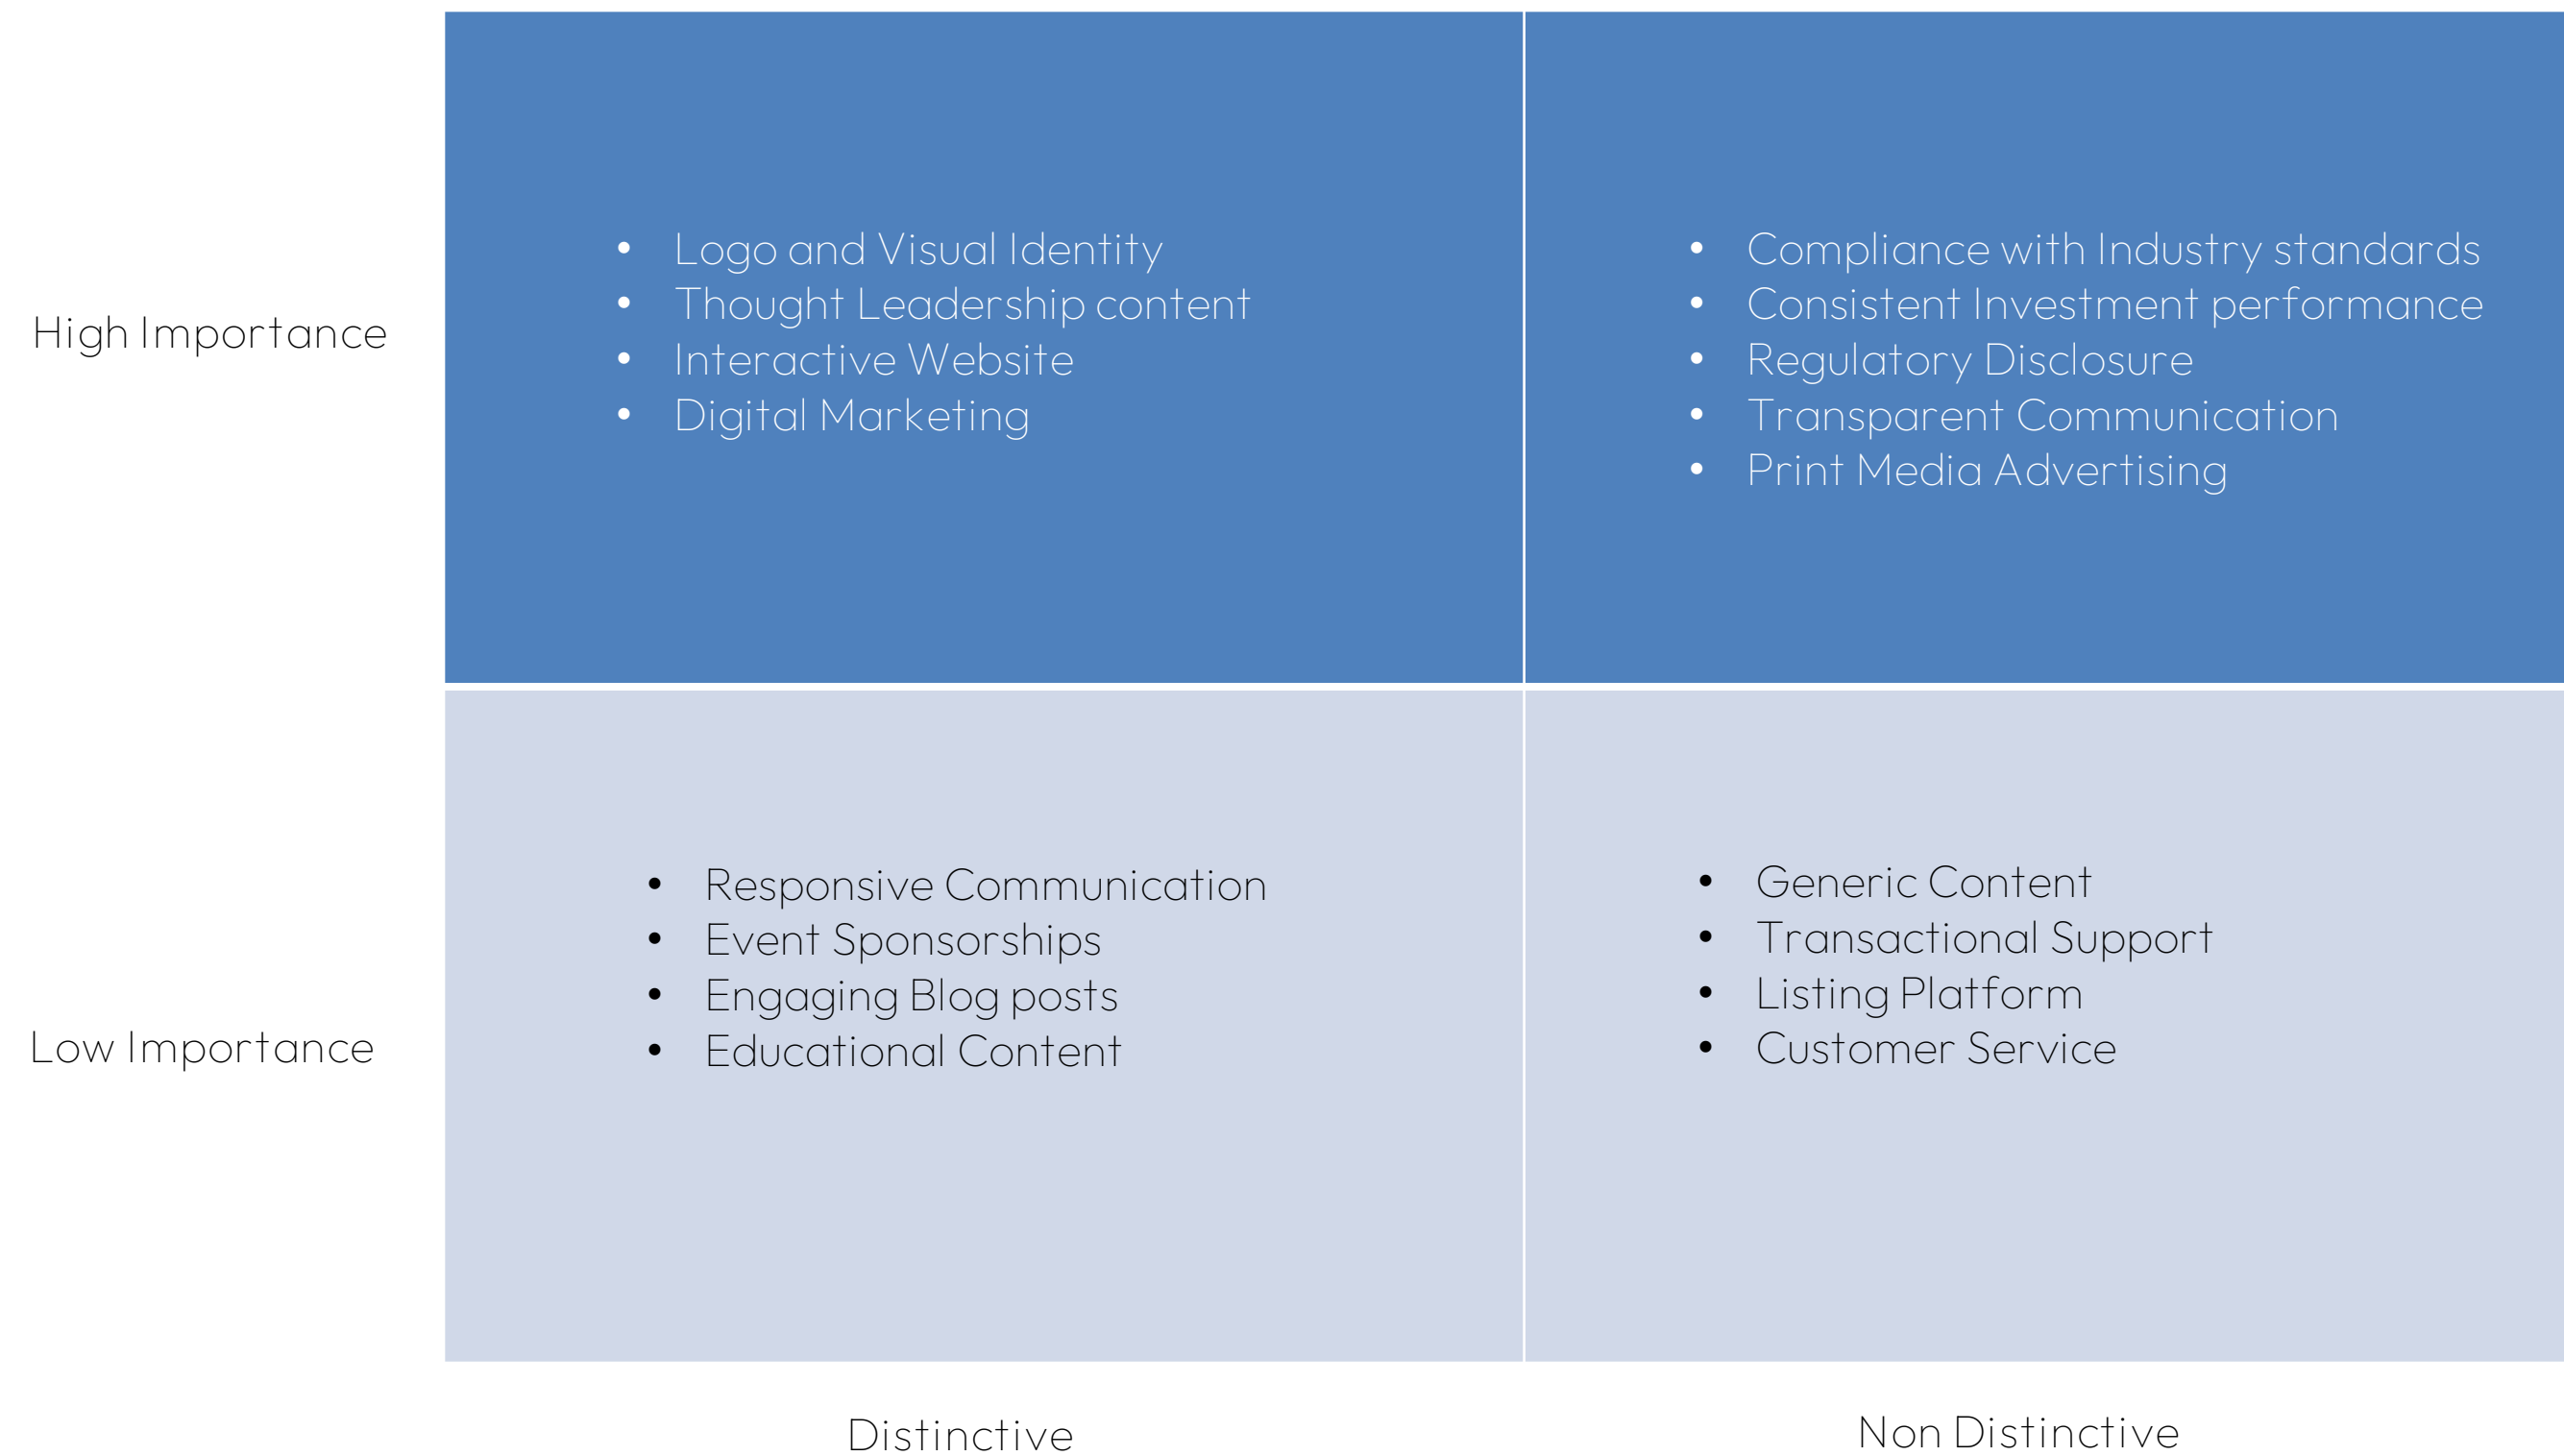 High Importance
• Logo and Visual Identity
• Thought Leadership content
• Interactive Website
• Digital Marketing
• Compliance with Industry standards
• Consistent Investment performance
• Regulatory Disclosure
• Transparent Communication
• Print Media Advertising
Low Importance
• Responsive Communication
• Event Sponsorships
• Engaging Blog posts
• Educational Content
• Generic Content
• Transactional Support
• Listing Platform
• Customer Service
Distinctive
Non Distinctive